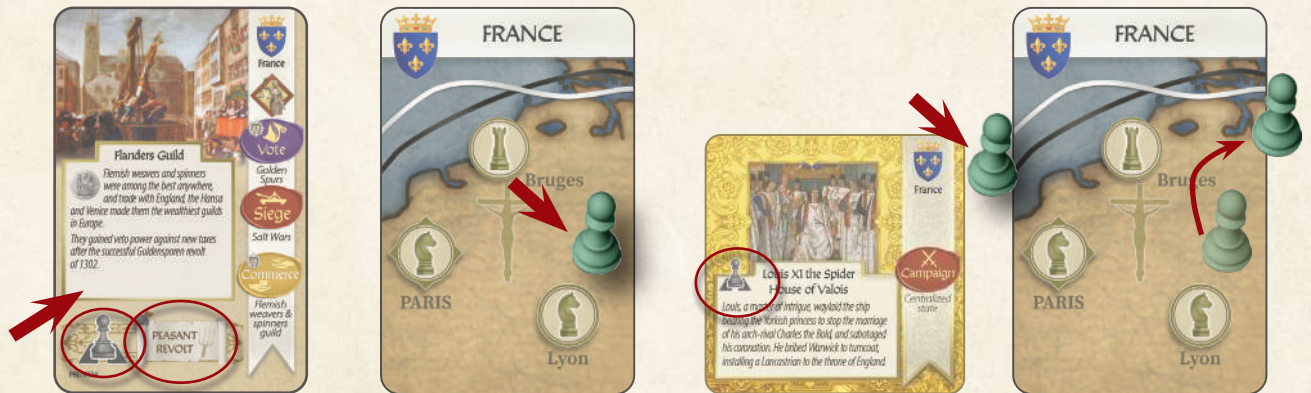 France
Vote
Golden
Spurs
Siege
Salt Wars
Commerce
Flemish
weavers &
spinners
guild
Flanders Guild
Flemish weavers and spinners
were among the best anywhere,
and trade with England, the Hansa
and Venice made them the wealthiest guilds
in Europe.
They gained veto power against new taxes
after the successful Guldensporen revolt
of 1302.
PEASANT
REVOLT
FRANCE
Bruges
PARIS
Lyon
France
Campaign
Centralized
state
Louis XI the Spider
House of Valois
Louis, a master of intrigue, waylaid the ship
bearing the Yorkish princess to stop the marriage
of his arch-rival Charles the Bold, and sabotaged
his coronation. He bribed Warwick to turncoat,
installing a Lancastrian to the throne of England.
FRANCE
Bruges
PARIS
Lyon